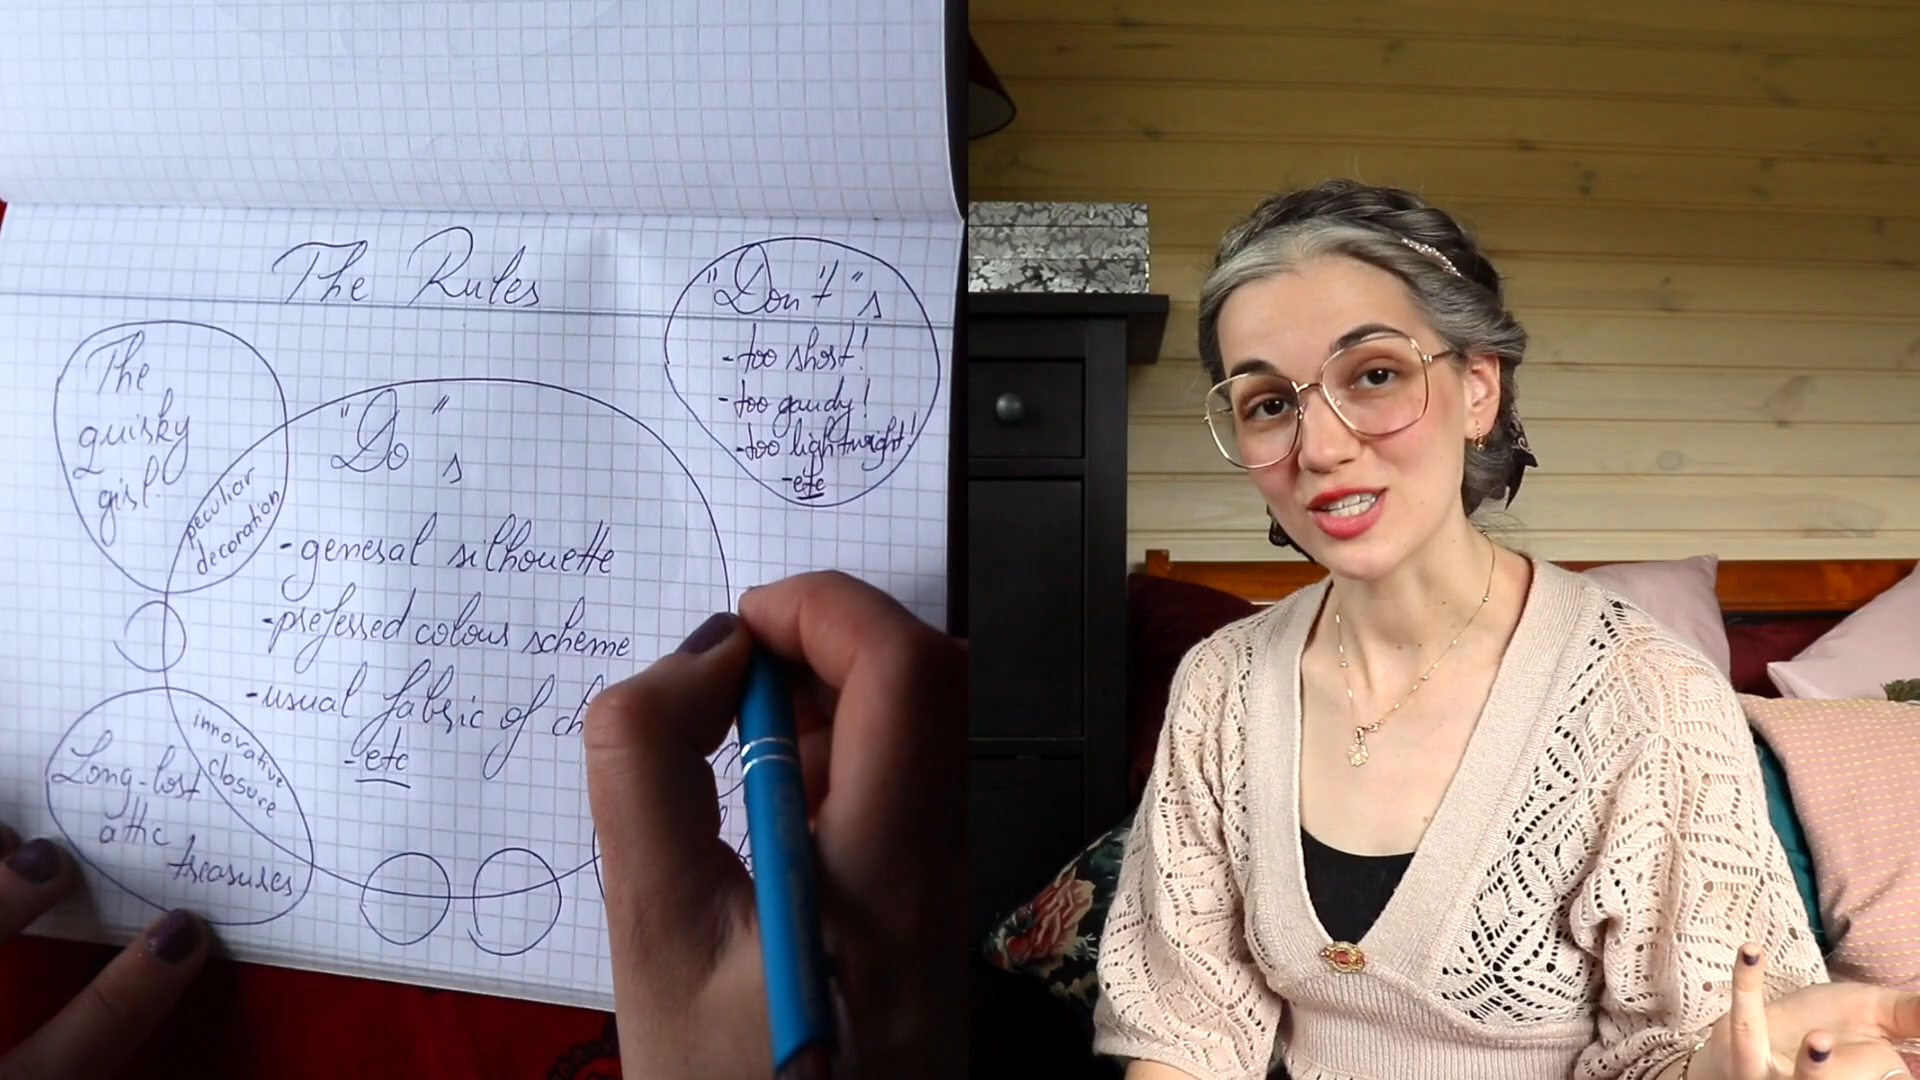 The Rules
"Don't"s
- too short!
- too gaudy!
- too lightweight!
- etc
The
quirky
girl
peculiar
decoration
"Do"s
- general silhouette
- preferred colour scheme
- usual fabric of ch
- etc
innovative
closure
Long-lost
attic
treasures